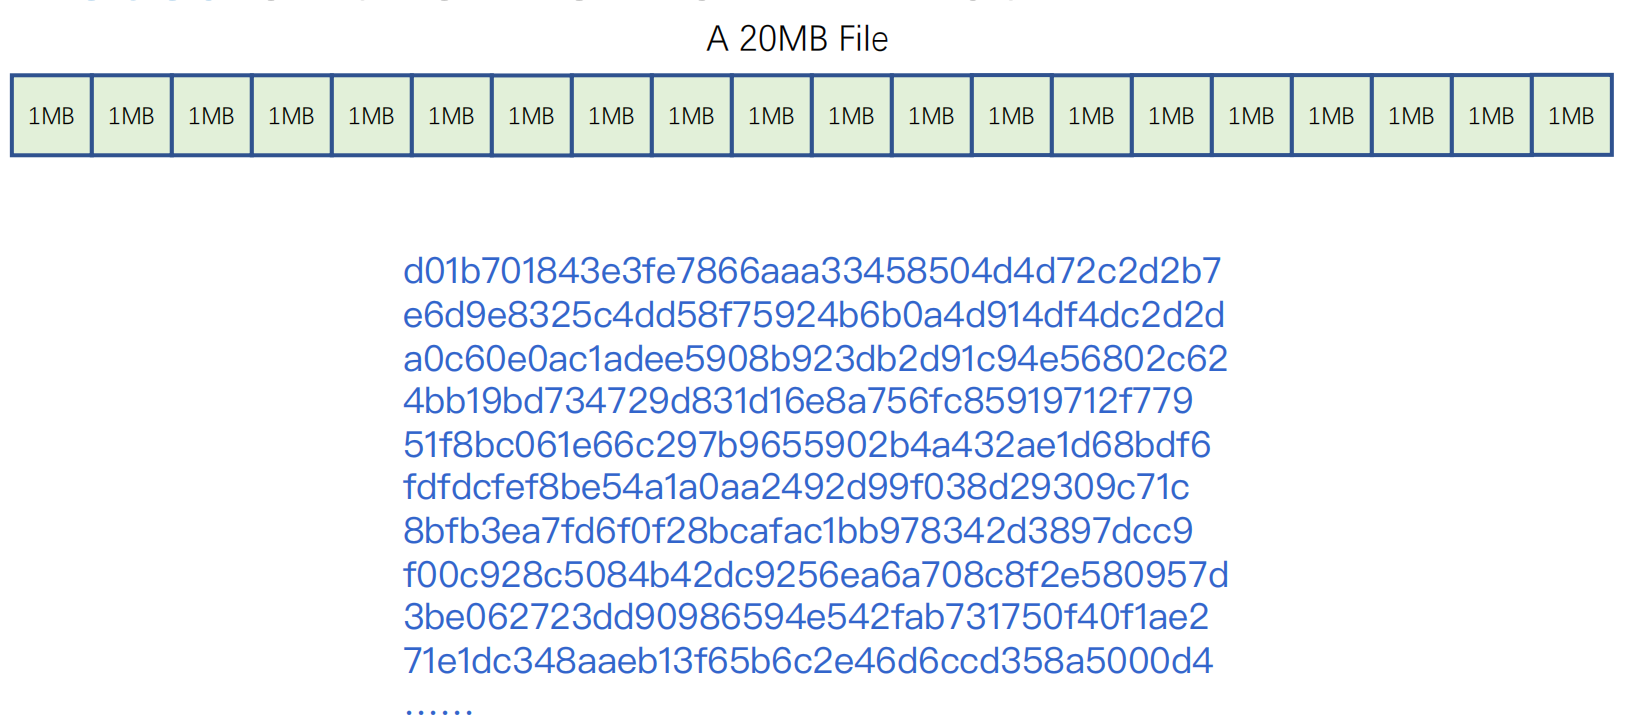 A 20MB File
1MB 1MB 1MB 1MB 1MB 1MB 1MB 1MB 1MB 1MB 1MB 1MB 1MB 1MB 1MB 1MB 1MB 1MB 1MB 1MB
d01b701843e3fe7866aaa33458504d4d72c2d2b7
e6d9e8325c4dd58f75924b6b0a4d914df4dc2d2d
a0c60e0ac1adee5908b923db2d91c94e56802c62
4bb19bd734729d831d16e8a756fc85919712f779
51f8bc061e66c297b9655902b4a432ae1d68bdf6
fdfdcfef8be54a1a0aa2492d99f038d29309c71c
8bfb3ea7fd6f0f28bcafac1bb978342d3897dcc9
f00c928c5084b42dc9256ea6a708c8f2e580957d
3be062723dd90986594e542fab731750f40f1ae2
71e1dc348aaeb13f65b6c2e46d6ccd358a5000d4
......